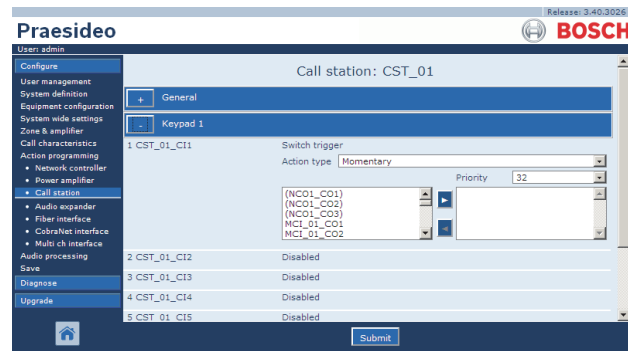 Release: 3.40.3026
Praesideo
BOSCH
User: admin
Configure
User management
System definition
Equipment configuration
System wide settings
Zone & amplifier
Call characteristics
Action programming
• Network controller
• Power amplifier
• Call station
• Audio expander
• Fiber interface
• CobraNet interface
• Multi ch interface
Audio processing
Save
Diagnose
Upgrade
Call station: CST_01
+ General
- Keypad 1
1 CST_01_CI1 Switch trigger
Action type Momentary
Priority 32
(NCO1_CO1)
(NCO1_CO2)
(NCO1_CO3)
MCI_01_CO1
MCI_01_CO2
2 CST_01_CI2 Disabled
3 CST_01_CI3 Disabled
4 CST_01_CI4 Disabled
5 CST_01_CI5 Disabled
Submit